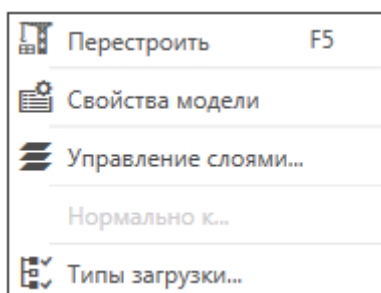 Перестроить F5
Свойства модели
Управление слоями...
Нормально к...
Типы загрузки...